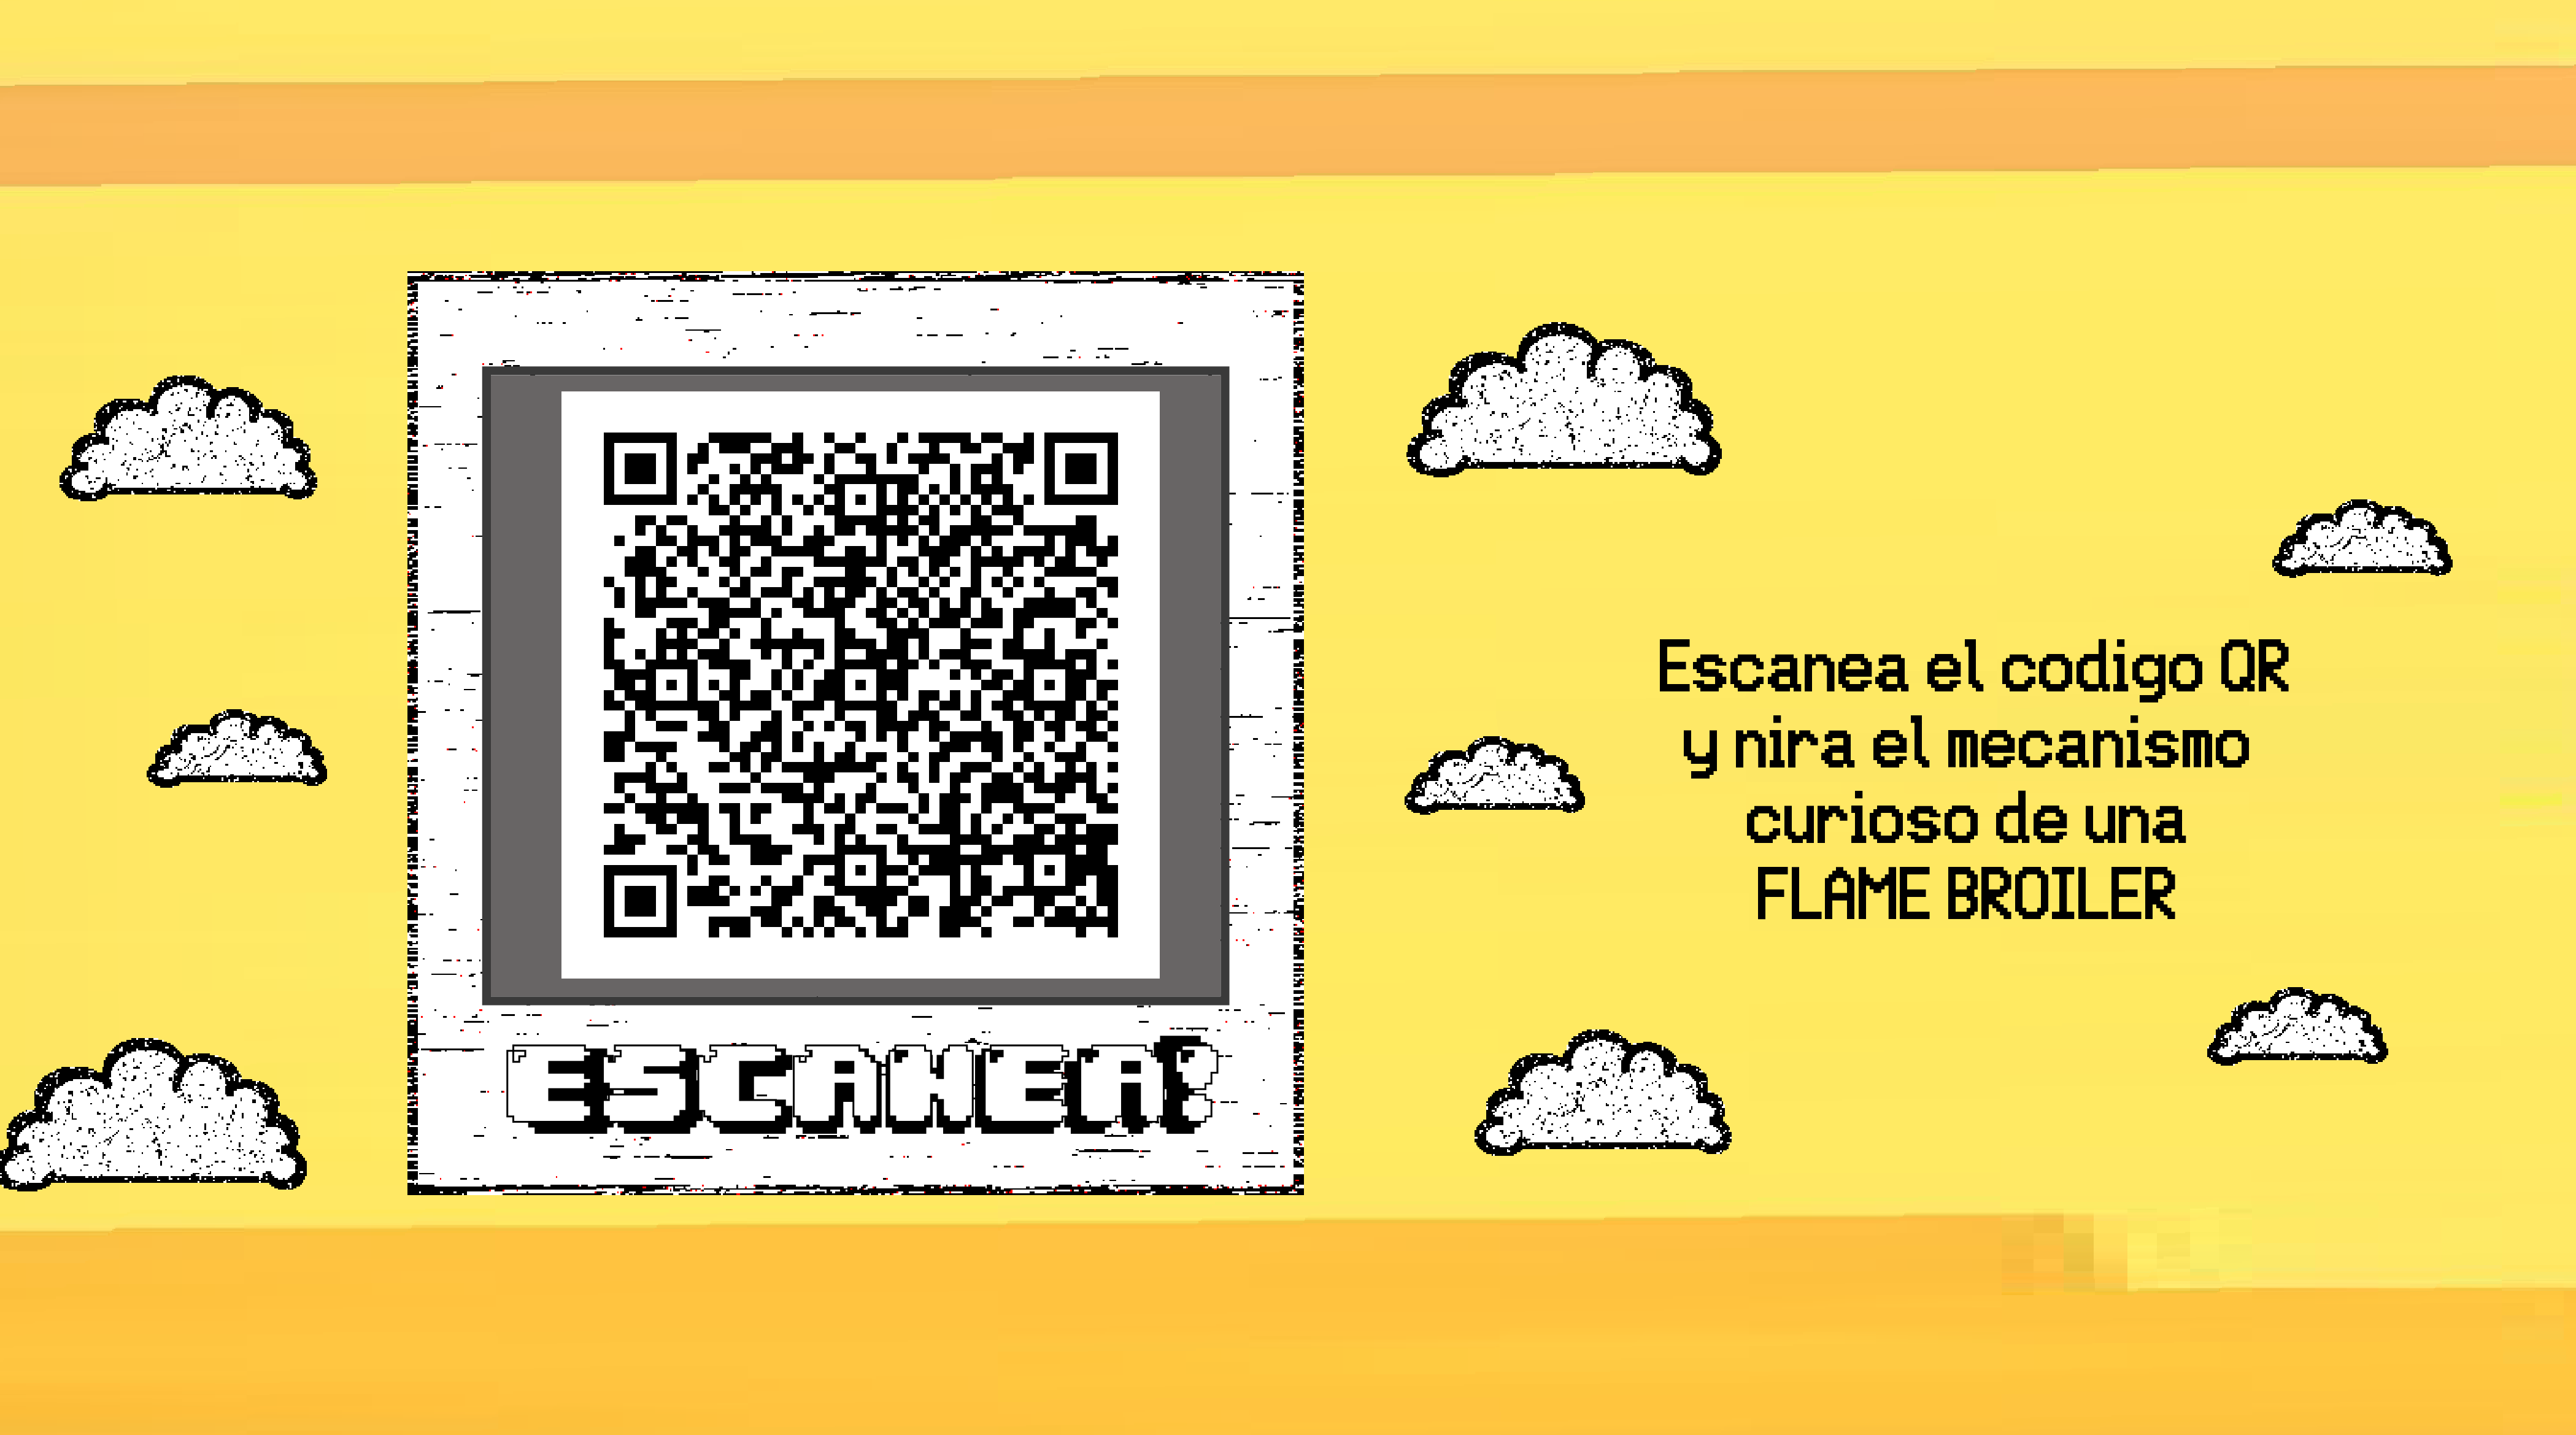 ESCANEA!
Escanea el codigo QR
y nira el mecanismo
curioso de una
FLAME BROILER